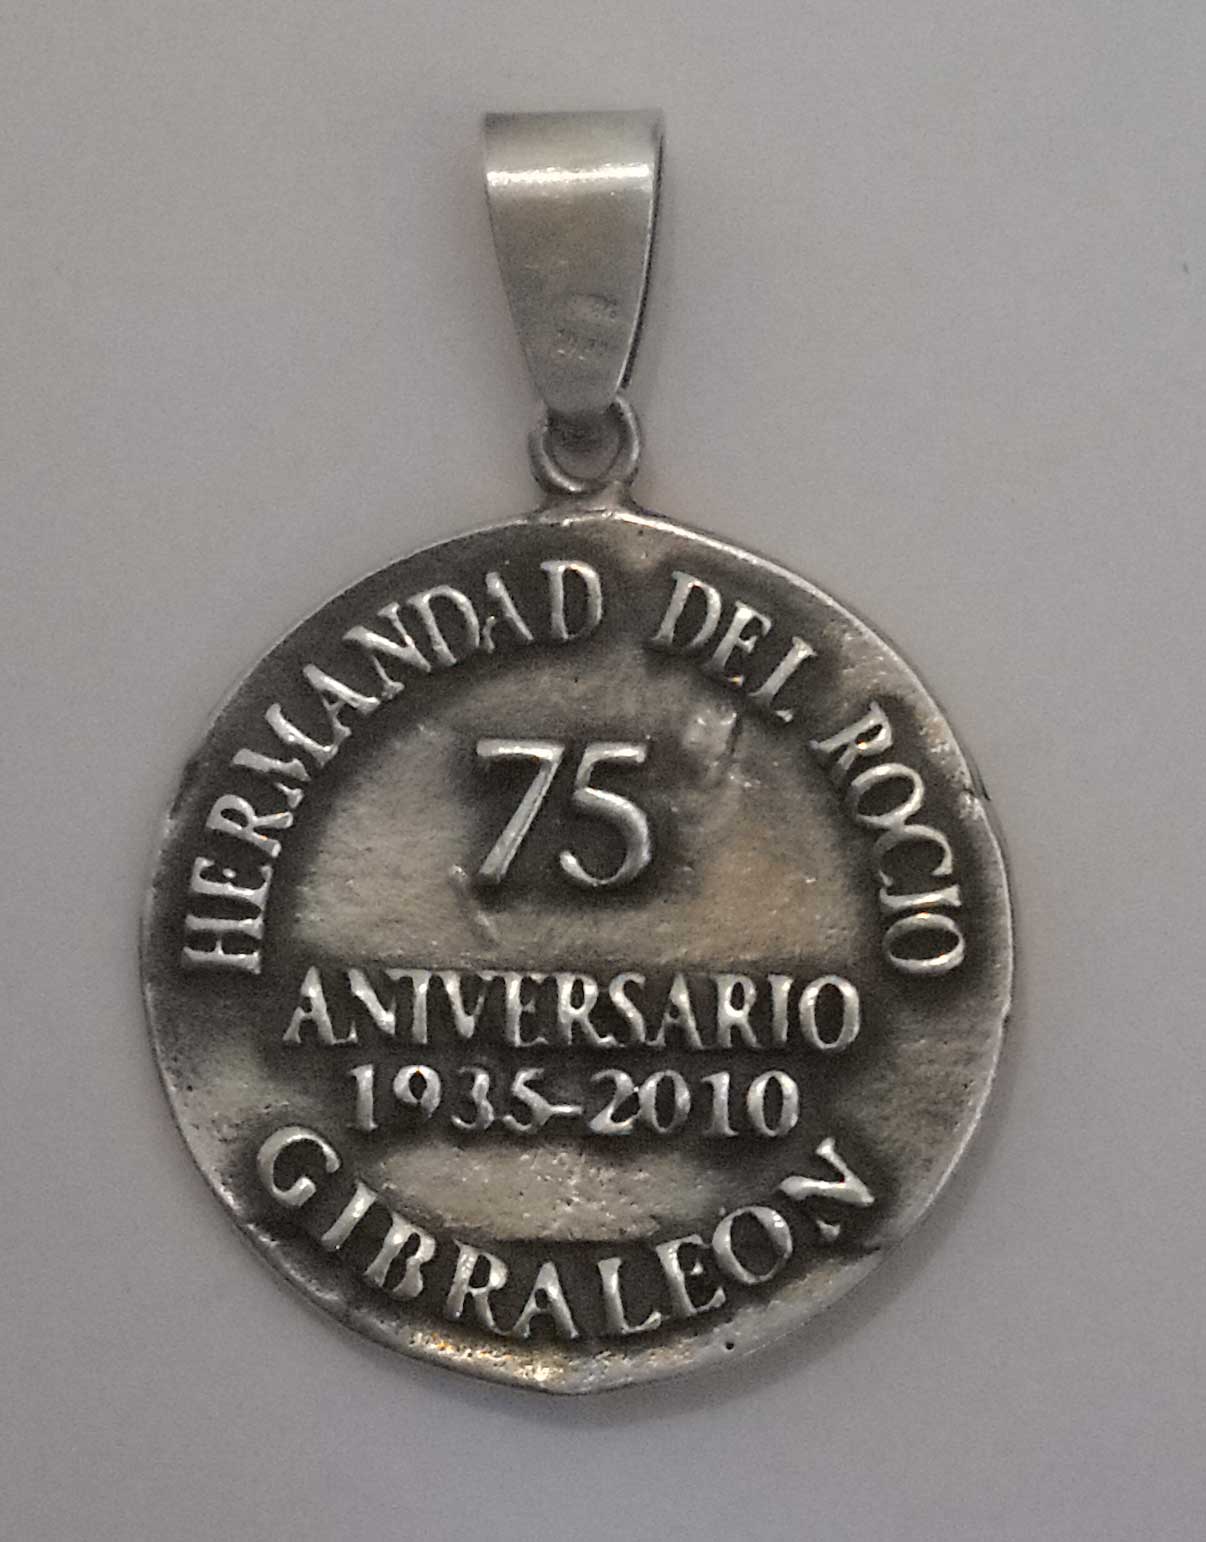 HERMANDAD DEL ROCIO
75
ANIVERSARIO
1935-2010
GIBRALEON